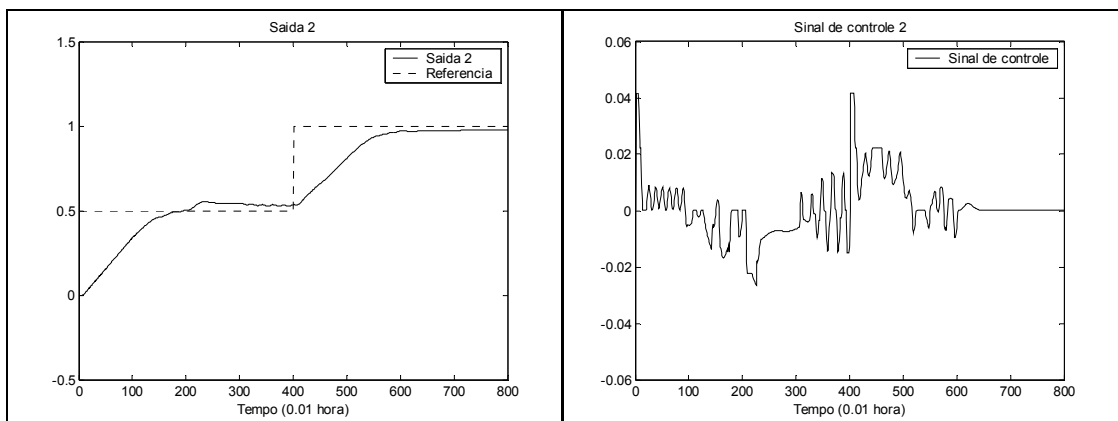 Saida 2
1.5
1
0.5
0
-0.5
Saida 2
Referencia
0 100 200 300 400 500 600 700 800
Tempo (0.01 hora)
Sinal de controle 2
0.06
0.04
0.02
0
-0.02
-0.04
-0.06
Sinal de controle
0 100 200 300 400 500 600 700 800
Tempo (0.01 hora)